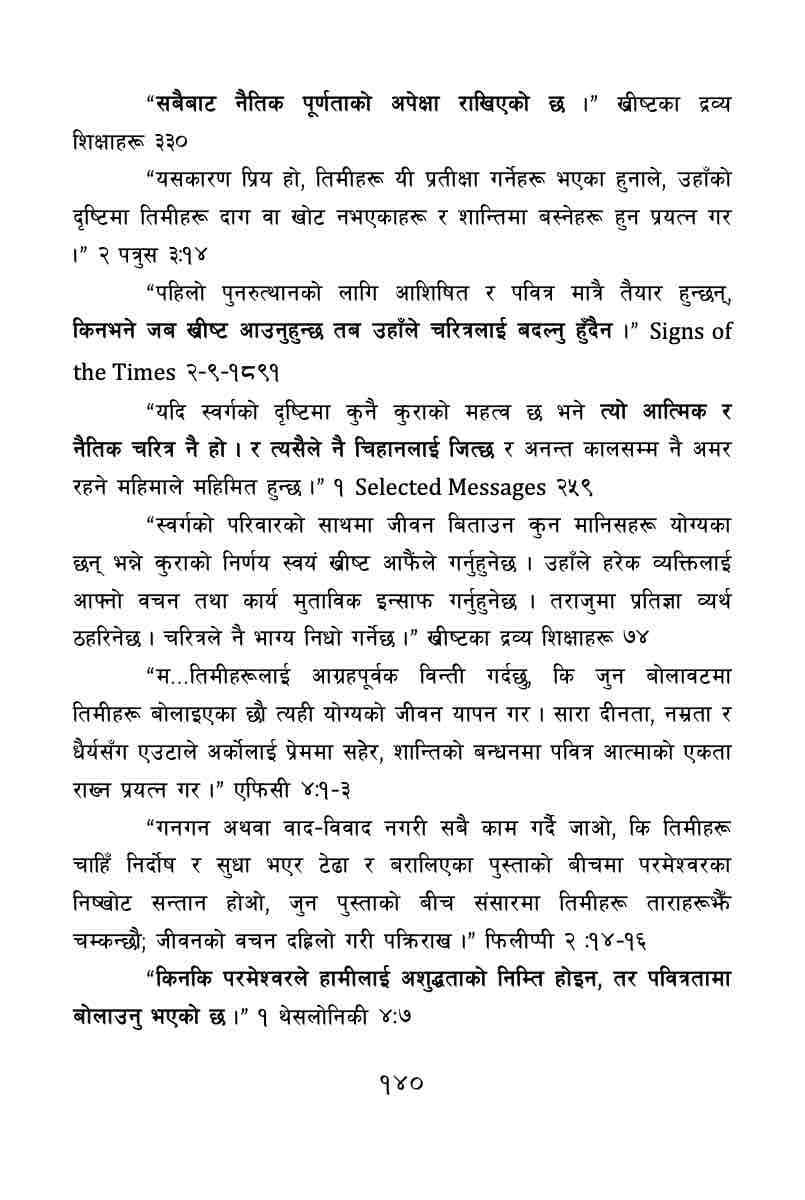 “सबैबाट नैतिक पूर्णताको अपेक्षा राखिएको छ ।” ख्रीष्टका द्रव्य
शिक्षाहरू ३३०
“यसकारण प्रिय हो, तिमीहरू यी प्रतीक्षा गर्नेहरू भएका हुनाले, उहाँको
दृष्टिमा तिमीहरू दाग वा खोट नभएकाहरू र शान्तिमा बस्नेहरू हुन प्रयत्न गर
।” २ पत्रुस ३:१४
“पहिलो पुनरुत्थानको लागि आशिषित र पवित्र मात्रै तैयार हुन्छन्,
किनभने जब ख्रीष्ट आउनुहुन्छ तब उहाँले चरित्रलाई बदल्नु हुँदैन ।” Signs of
the Times २-९-१८९१
“यदि स्वर्गको दृष्टिमा कुनै कुराको महत्व छ भने त्यो आत्मिक र
नैतिक चरित्र नै हो । र त्यसैले नै चिहानलाई जित्छ र अनन्त कालसम्म नै अमर
रहने महिमाले महिमित हुन्छ ।” १ Selected Messages २५९
“स्वर्गको परिवारको साथमा जीवन बिताउन कुन मानिसहरू योग्यका
छन् भन्ने कुराको निर्णय स्वयं ख्रीष्ट आफैंले गर्नुहुनेछ । उहाँले हरेक व्यक्तिलाई
आफ्नो वचन तथा कार्य मुताविक इन्साफ गर्नुहुनेछ । तराजुमा प्रतिज्ञा व्यर्थ
ठहरिनेछ । चरित्रले नै भाग्य निधो गर्नेछ ।” ख्रीष्टका द्रव्य शिक्षाहरू ७४
“म...तिमीहरूलाई आग्रहपूर्वक विन्ती गर्दछु, कि जुन बोलावटमा
तिमीहरू बोलाइएका छौ त्यही योग्यको जीवन यापन गर । सारा दीनता, नम्रता र
धैर्यसँग एउटाले अर्कोलाई प्रेममा सहेर, शान्तिको बन्धनमा पवित्र आत्माको एकता
राख्न प्रयत्न गर ।” एफिसी ४:१-३
“गनगन अथवा वाद-विवाद नगरी सबै काम गर्दै जाओ, कि तिमीहरू
चाहिँ निर्दोष र सुधा भएर टेढा र बरालिएका पुस्ताको बीचमा परमेश्वरका
निष्खोट सन्तान होओ, जुन पुस्ताको बीच संसारमा तिमीहरू ताराहरूझैँ
चम्कन्छौ; जीवनको वचन दह्रिलो गरी पक्रिराख ।” फिलीप्पी २ :१४-१६
“किनकि परमेश्वरले हामीलाई अशुद्धताको निम्ति होइन, तर पवित्रतामा
बोलाउनु भएको छ ।” १ थेसलोनिकी ४:७
१४०